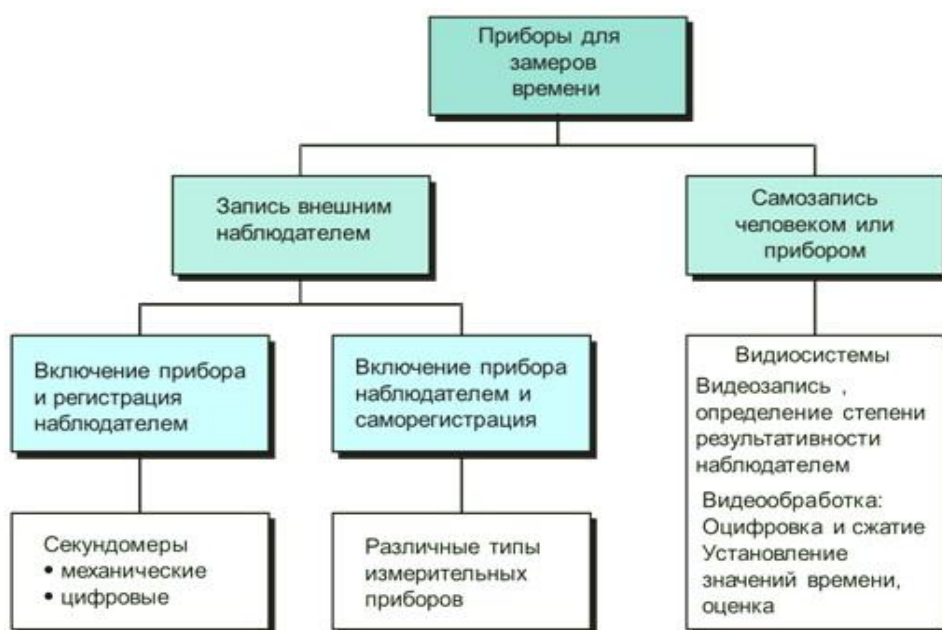 Приборы для
замеров
времени
Запись внешним
наблюдателем
Самозапись
человеком или
прибором
Включение прибора
и регистрация
наблюдателем
Включение прибора
наблюдателем и
саморегистрация
Видиосистемы
Видеозапись ,
определение степени
результативности
наблюдателем
Видеообработка:
Оцифровка и сжатие
Установление
значений времени,
оценка
Секундомеры
• механические
• цифровые
Различные типы
измерительных
приборов